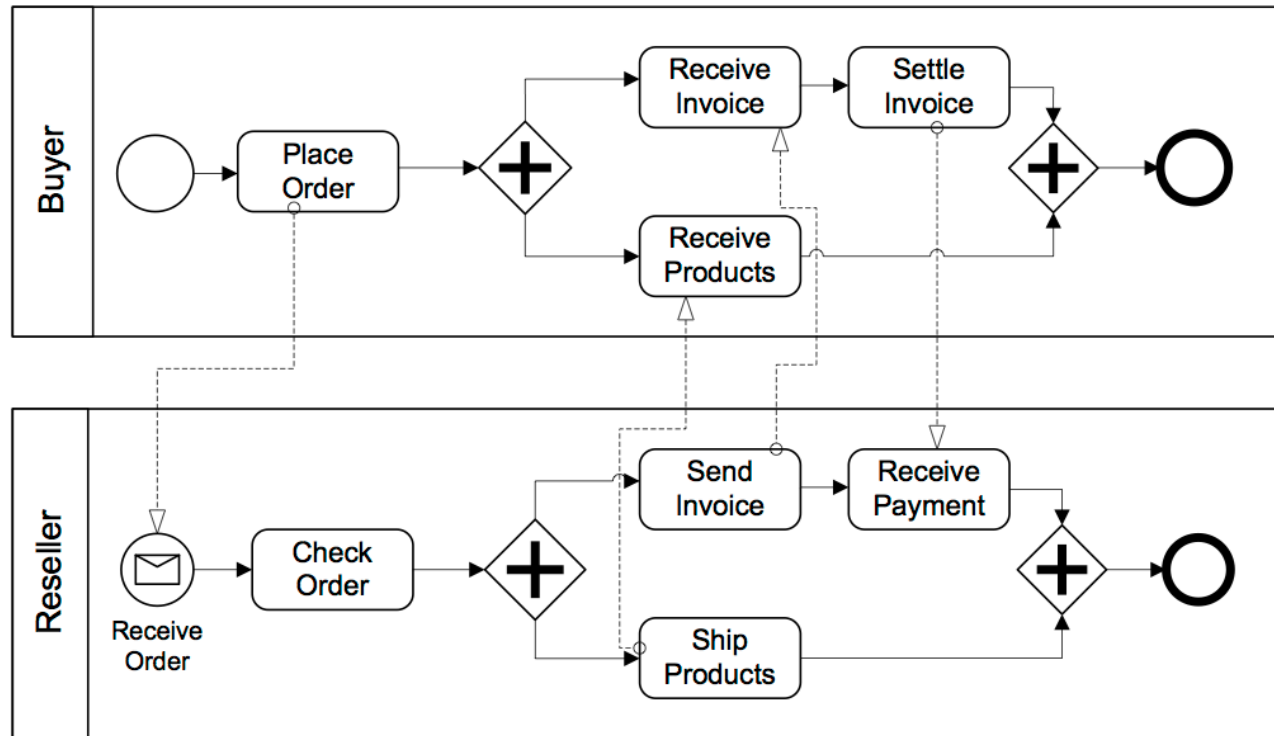 Buyer
Place
Order
Receive
Invoice
Settle
Invoice
Receive
Products
Reseller
Receive
Order
Check
Order
Send
Invoice
Receive
Payment
Ship
Products